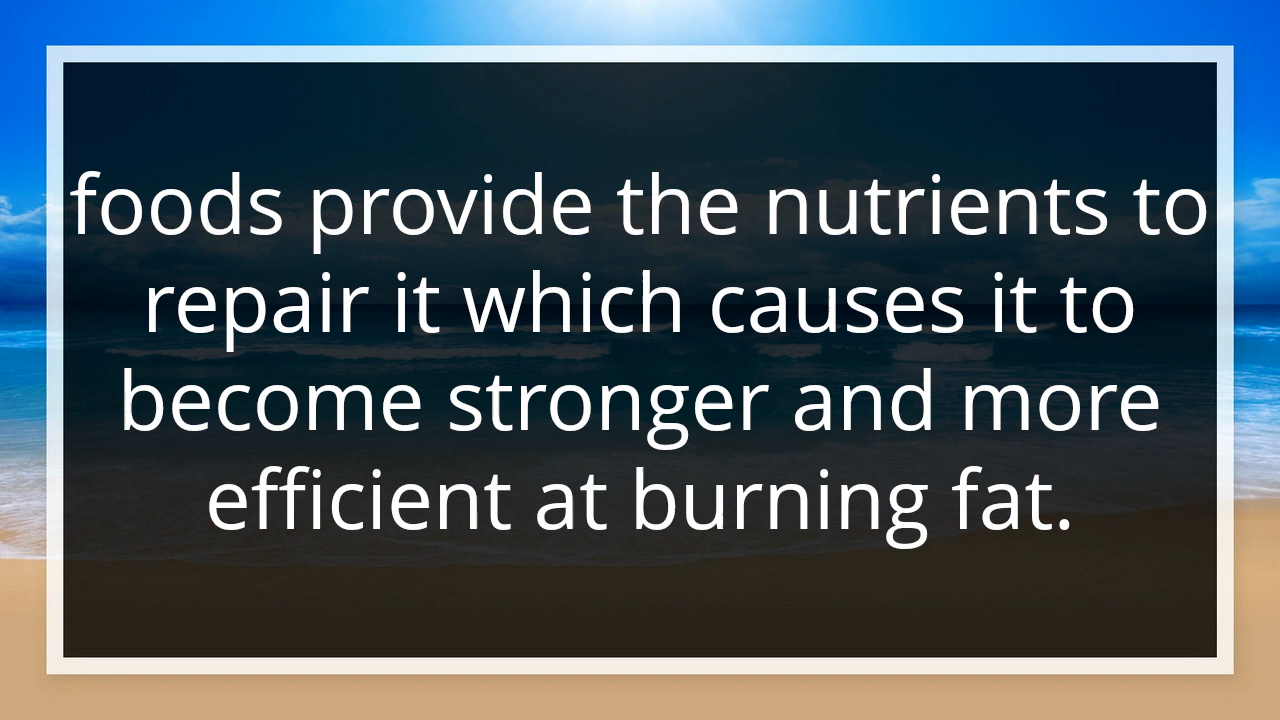 foods provide the nutrients to
repair it which causes it to
become stronger and more
efficient at burning fat.